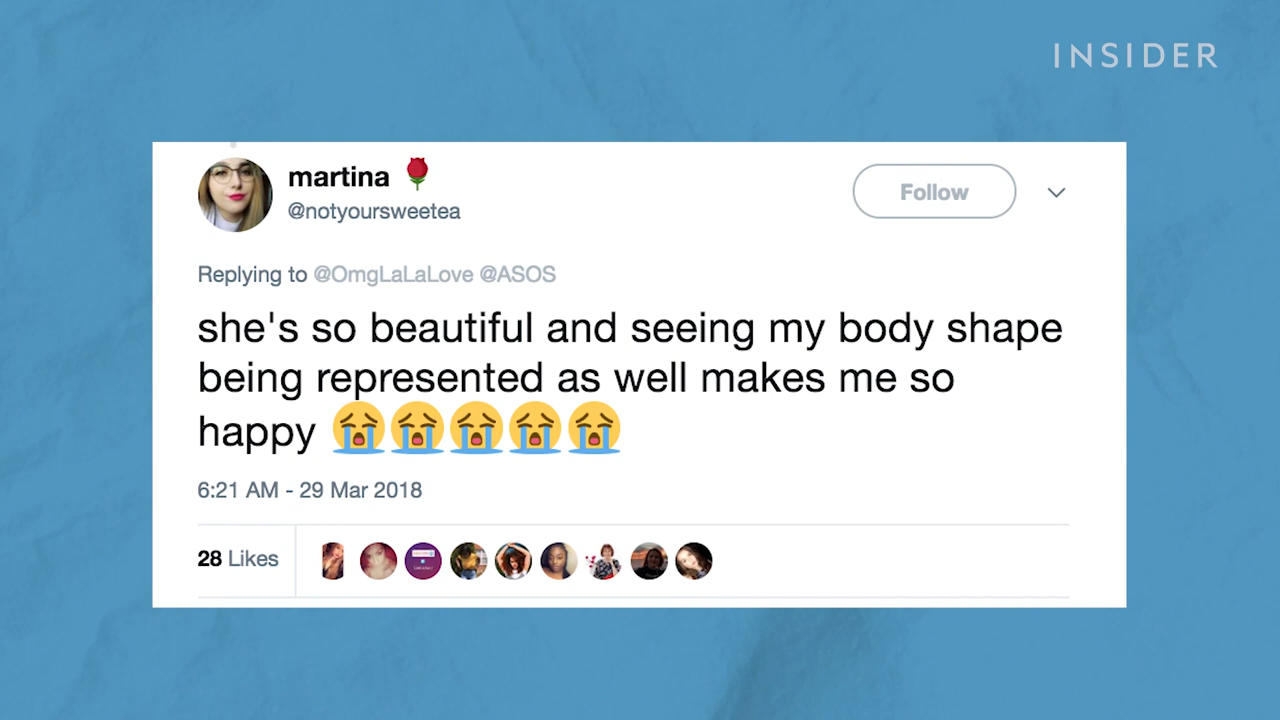 INSIDER
martina 🌹
@notyoursweetea
Follow
Replying to @OmgLaLaLove @ASOS
she's so beautiful and seeing my body shape
being represented as well makes me so
happy 😭😭😭😭😭
6:21 AM - 29 Mar 2018
28 Likes